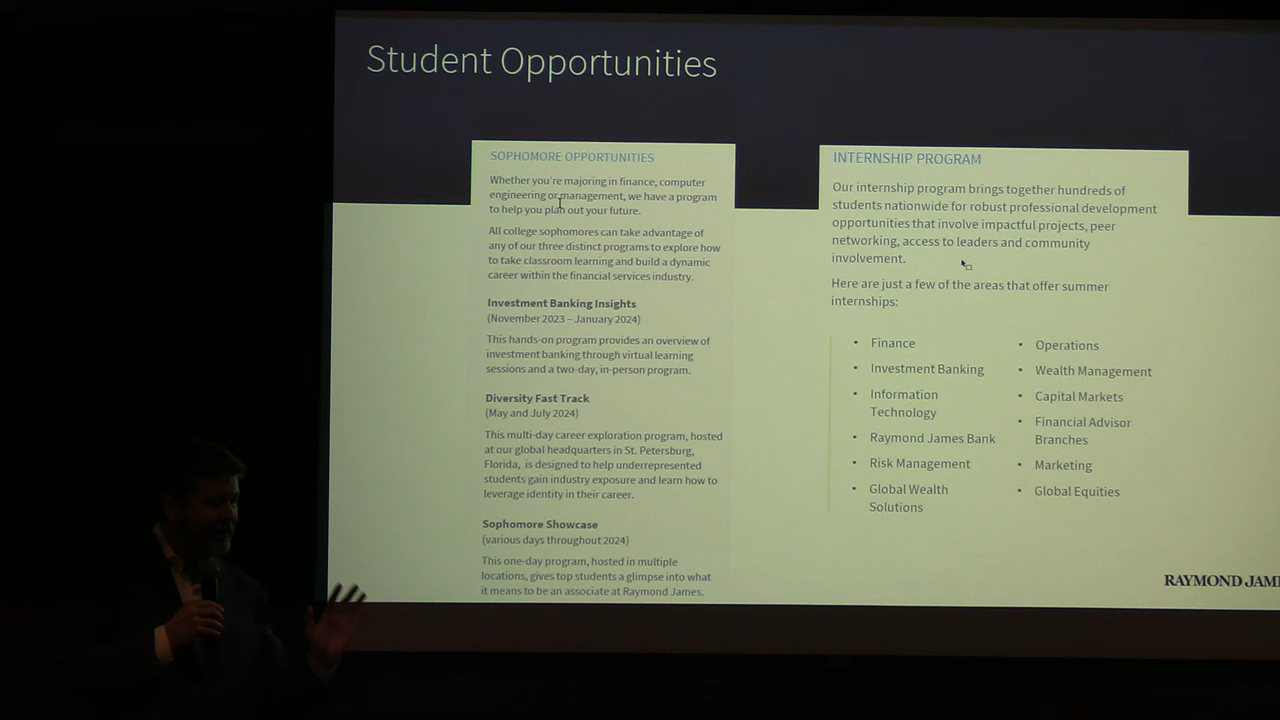 Student Opportunities
SOPHOMORE OPPORTUNITIES
Whether you're majoring in finance, computer
engineering or management, we have a program
to help you plan out your future.
All college sophomores can take advantage of
any of our three distinct programs to explore how
to take classroom learning and build a dynamic
career within the financial services industry.
Investment Banking Insights
(November 2023 – January 2024)
This hands-on program provides an overview of
investment banking through virtual learning
sessions and a two-day, in-person program.
Diversity Fast Track
(May and July 2024)
This multi-day career exploration program, hosted
at our global headquarters in St. Petersburg,
Florida, is designed to help underrepresented
students gain industry exposure and learn how to
leverage identity in their career.
Sophomore Showcase
(various days throughout 2024)
This one-day program, hosted in multiple
locations, gives top students a glimpse into what
it means to be an associate at Raymond James.
INTERNSHIP PROGRAM
Our internship program brings together hundreds of
students nationwide for robust professional development
opportunities that involve impactful projects, peer
networking, access to leaders and community
involvement.
Here are just a few of the areas that offer summer
internships:
• Finance
• Investment Banking
• Information
Technology
• Raymond James Bank
• Risk Management
• Global Wealth
Solutions
• Operations
• Wealth Management
• Capital Markets
• Financial Advisor
Branches
• Marketing
• Global Equities
RAYMOND JAME